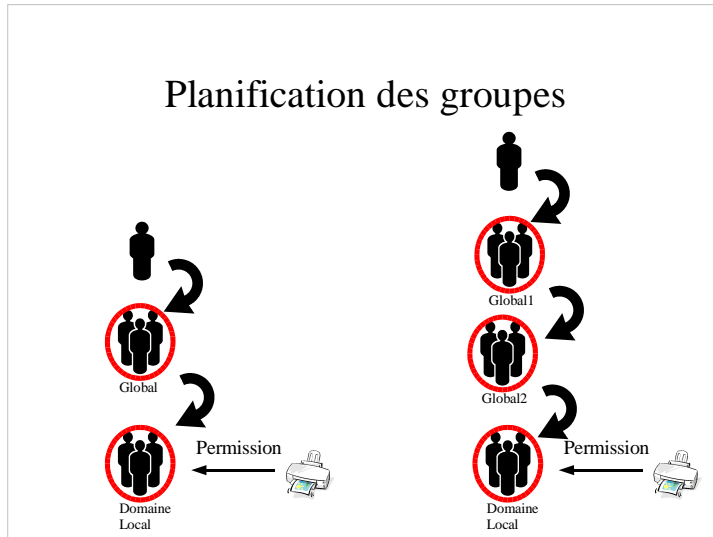 Planification des groupes
Global
Permission
Domaine
Local
Global1
Global2
Permission
Domaine
Local